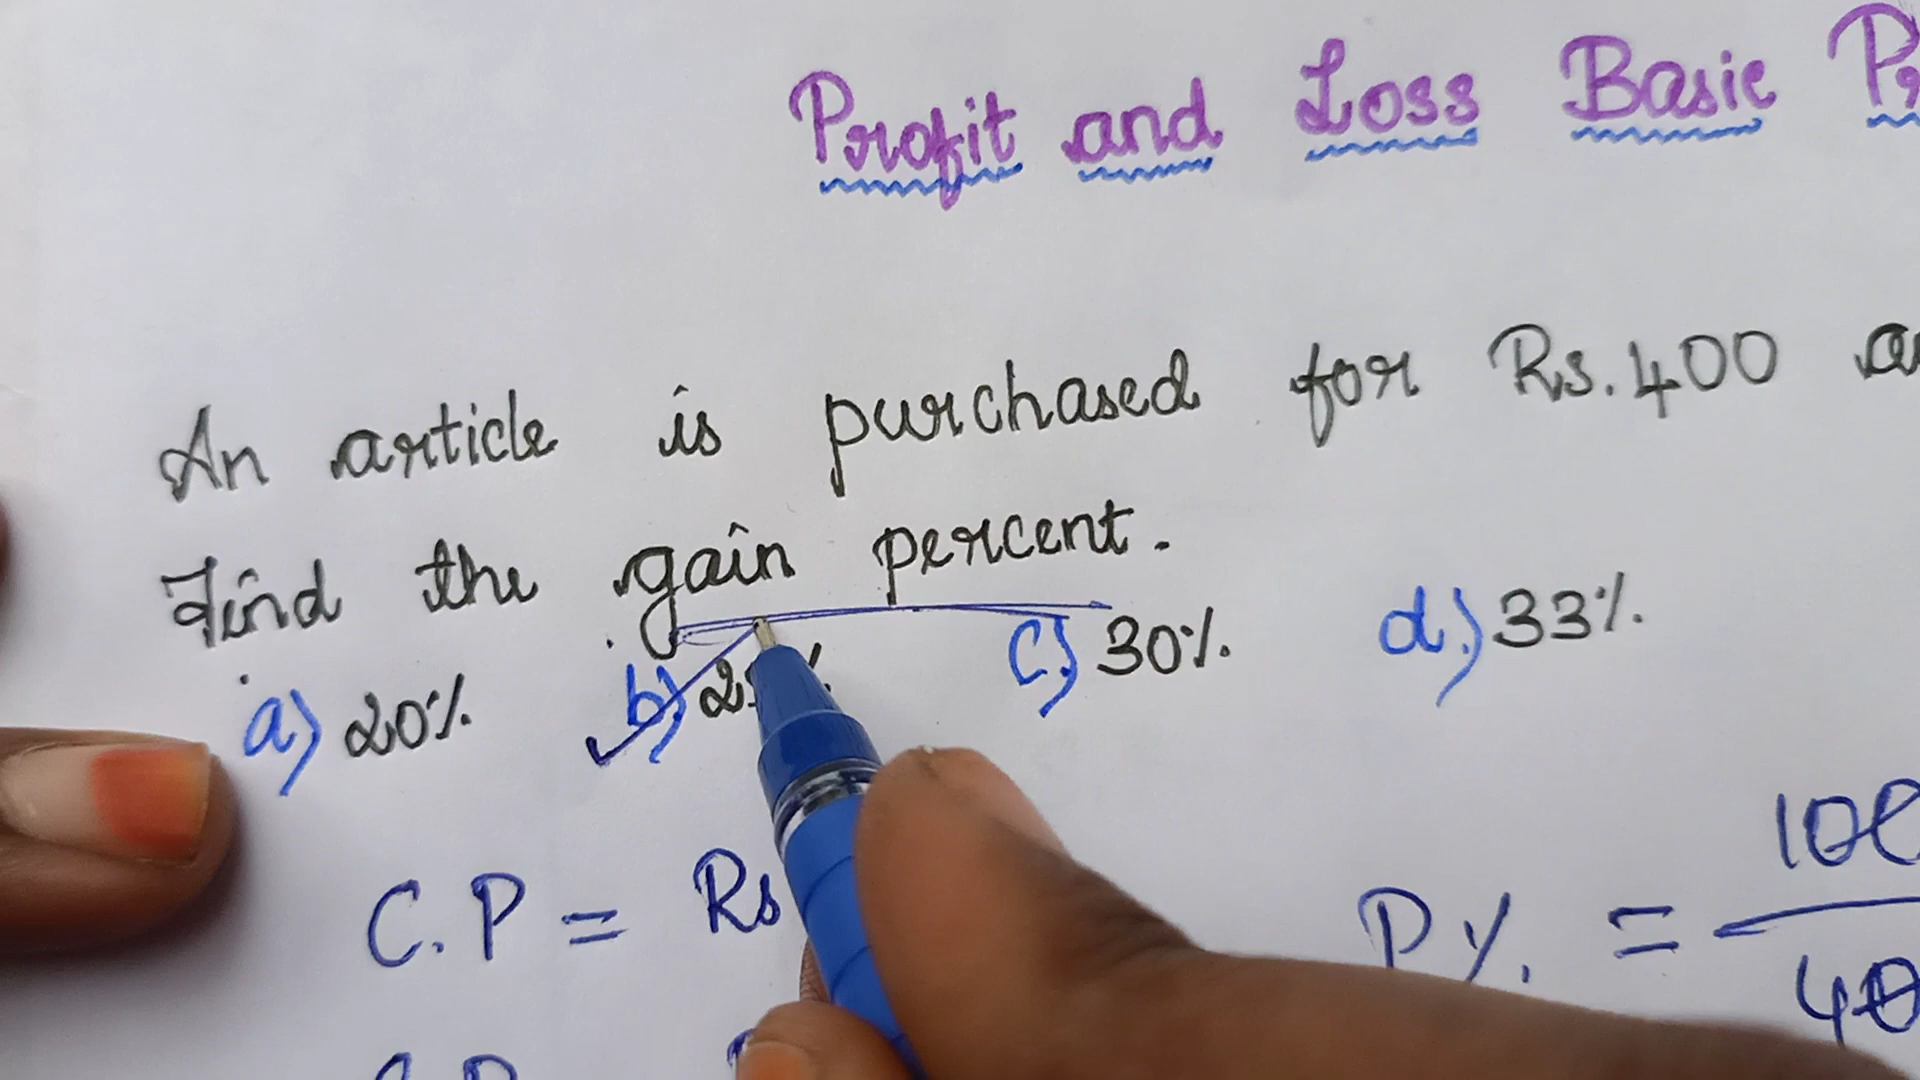 Profit and Loss Basic
An article is purchased for Rs.400
Find the gain percent.
a) 20% b) c) 30% d) 33%
C.P = Rs P% =